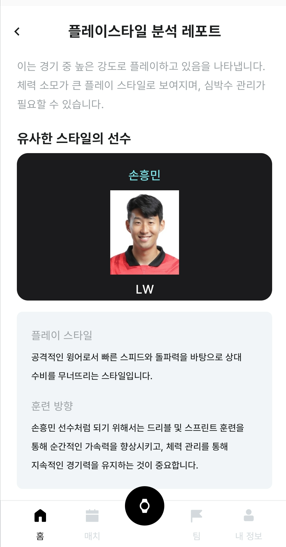 플레이스타일 분석 레포트
이는 경기 중 높은 강도로 플레이하고 있음을 나타냅니다.
체력 소모가 큰 플레이 스타일로 보여지며, 심박수 관리가
필요할 수 있습니다.
유사한 스타일의 선수
손흥민
LW
플레이 스타일
공격적인 윙어로서 빠른 스피드와 돌파력을 바탕으로 상대
수비를 무너뜨리는 스타일입니다.
훈련 방향
손흥민 선수처럼 되기 위해서는 드리블 및 스프린트 훈련을
통해 순간적인 가속력을 향상시키고, 체력 관리를 통해
지속적인 경기력을 유지하는 것이 중요합니다.
홈 매치 팀 내 정보